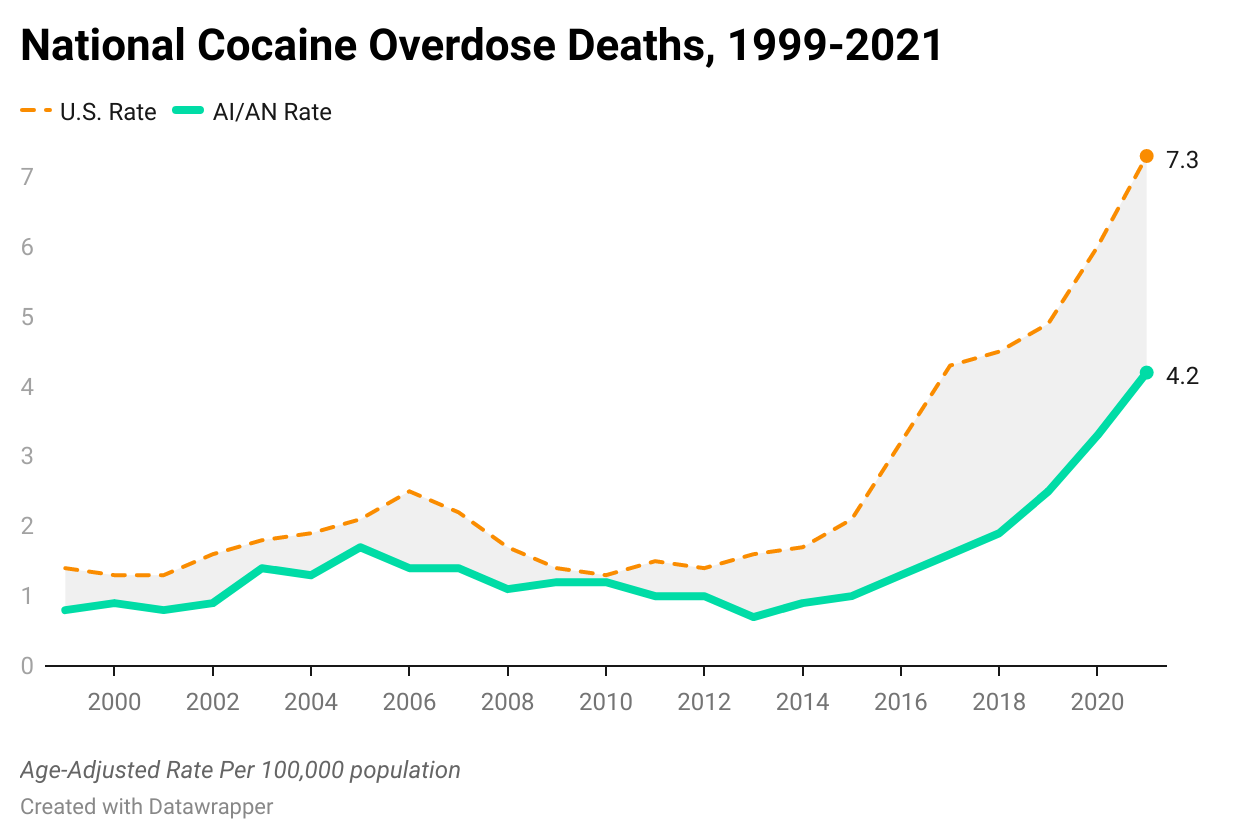 National Cocaine Overdose Deaths, 1999-2021
U.S. Rate AI/AN Rate
7.3
7
6
5
4.2
4
3
2
1
0
2000 2002 2004 2006 2008 2010 2012 2014 2016 2018 2020
Age-Adjusted Rate Per 100,000 population
Created with Datawrapper